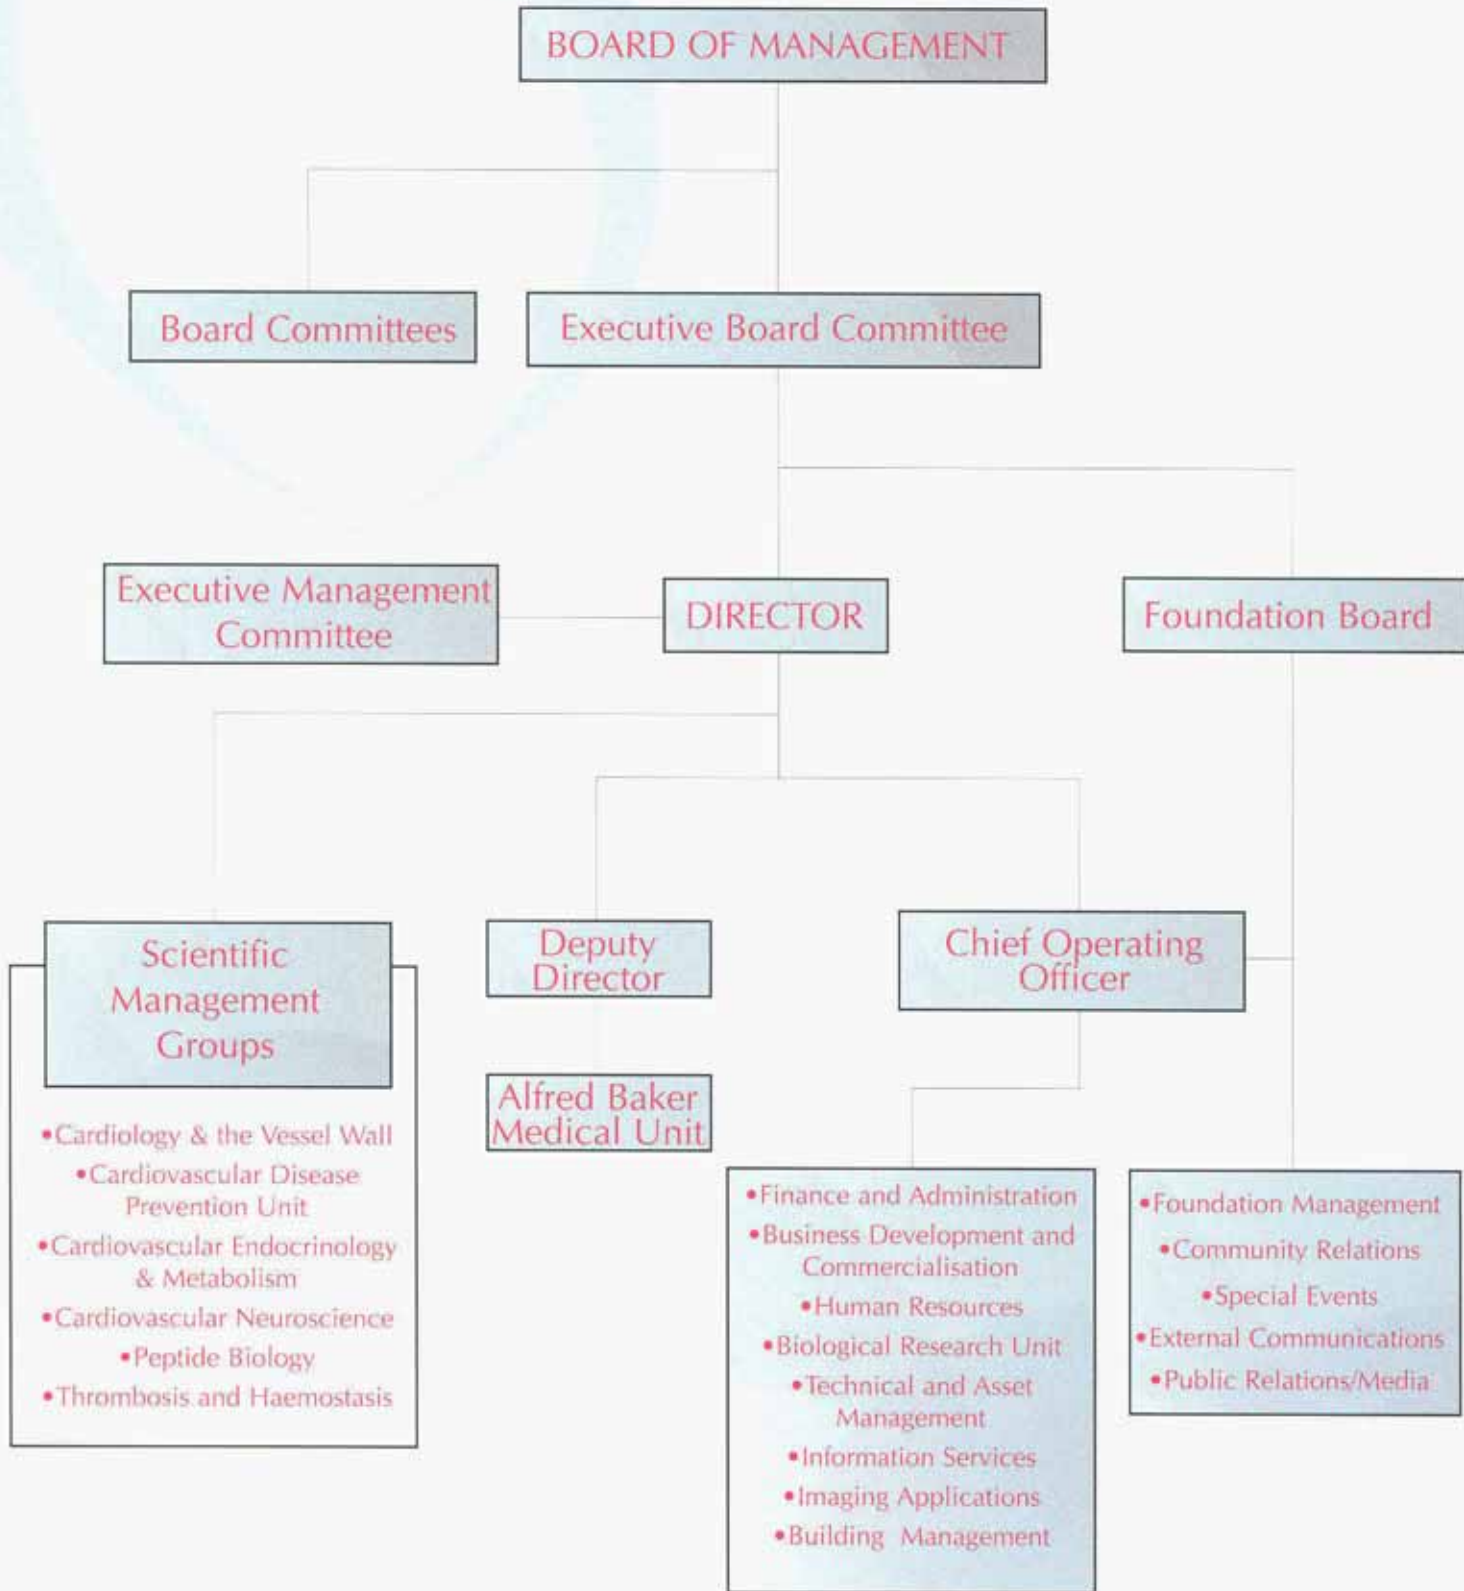 BOARD OF MANAGEMENT
Board Committees
Executive Board Committee
Executive Management
Committee
DIRECTOR
Foundation Board
Scientific
Management
Groups
•Cardiology & the Vessel Wall
•Cardiovascular Disease
Prevention Unit
•Cardiovascular Endocrinology
& Metabolism
•Cardiovascular Neuroscience
•Peptide Biology
•Thrombosis and Haemostasis
Deputy
Director
Alfred Baker
Medical Unit
Chief Operating
Officer
•Finance and Administration
•Business Development and
Commercialisation
•Human Resources
•Biological Research Unit
•Technical and Asset
Management
•Information Services
•Imaging Applications
•Building Management
•Foundation Management
•Community Relations
•Special Events
•External Communications
•Public Relations/Media